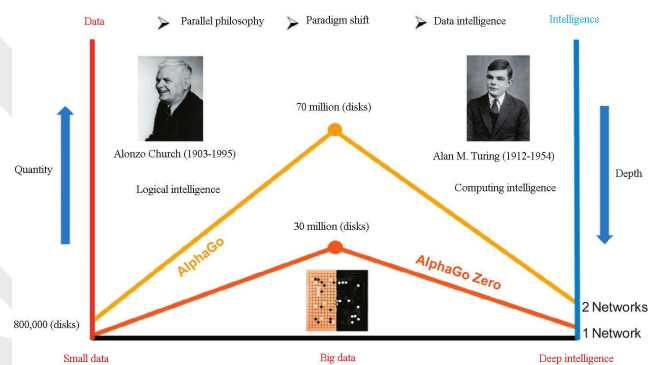 Data
➢ Parallel philosophy
➢ Paradigm shift
➢ Data intelligence
Intelligence
70 million (disks)
Alonzo Church (1903-1995)
Alan M. Turing (1912-1954)
Quantity
Depth
Logical intelligence
Computing intelligence
30 million (disks)
AlphaGo
AlphaGo Zero
2 Networks
800,000 (disks)
1 Network
Small data
Big data
Deep intelligence